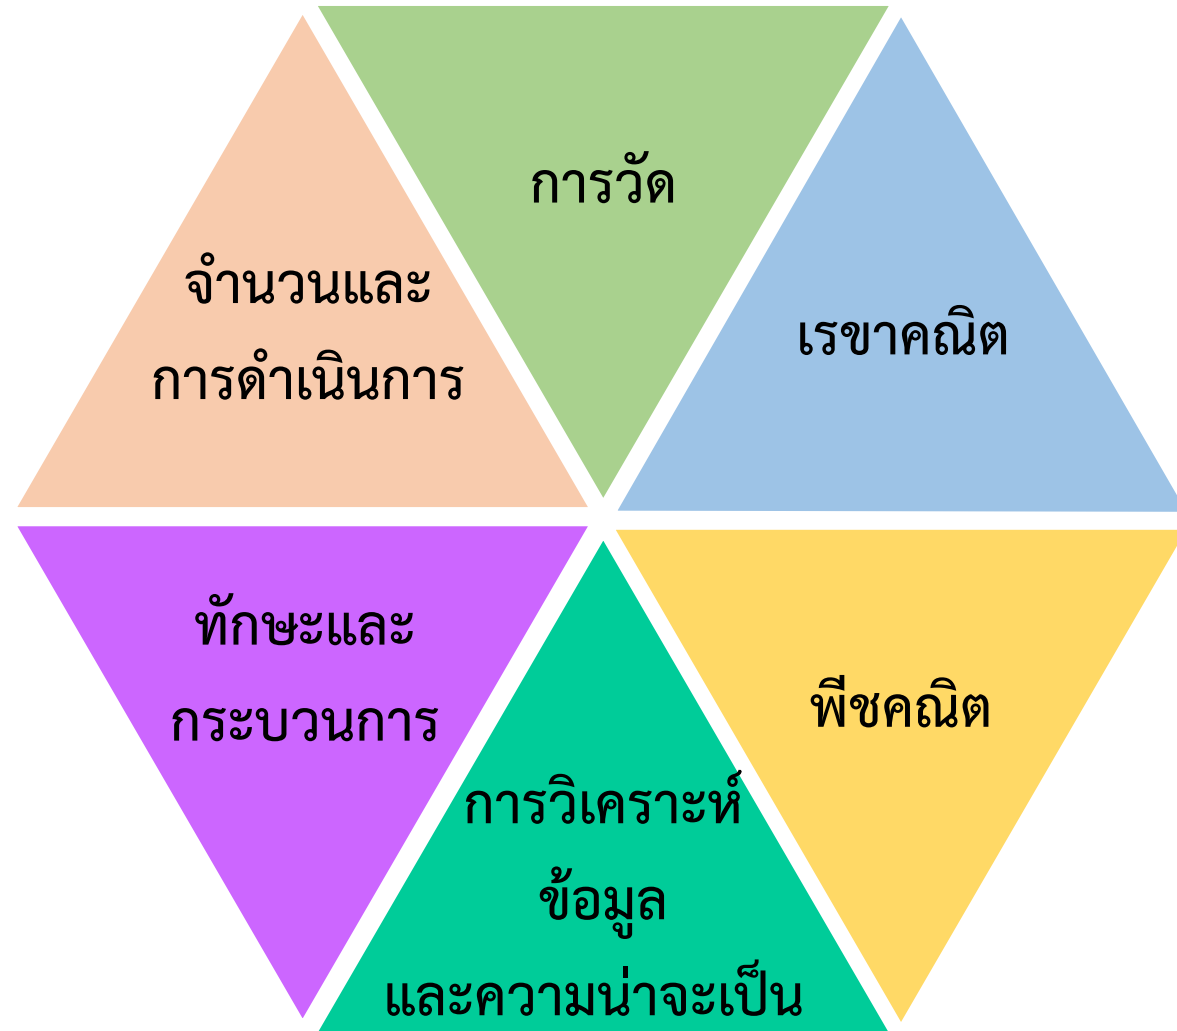 การวัด
จำนวนและ
การดำเนินการ
เรขาคณิต
ทักษะและ
กระบวนการ
พีชคณิต
การวิเคราะห์
ข้อมูล
และความน่าจะเป็น